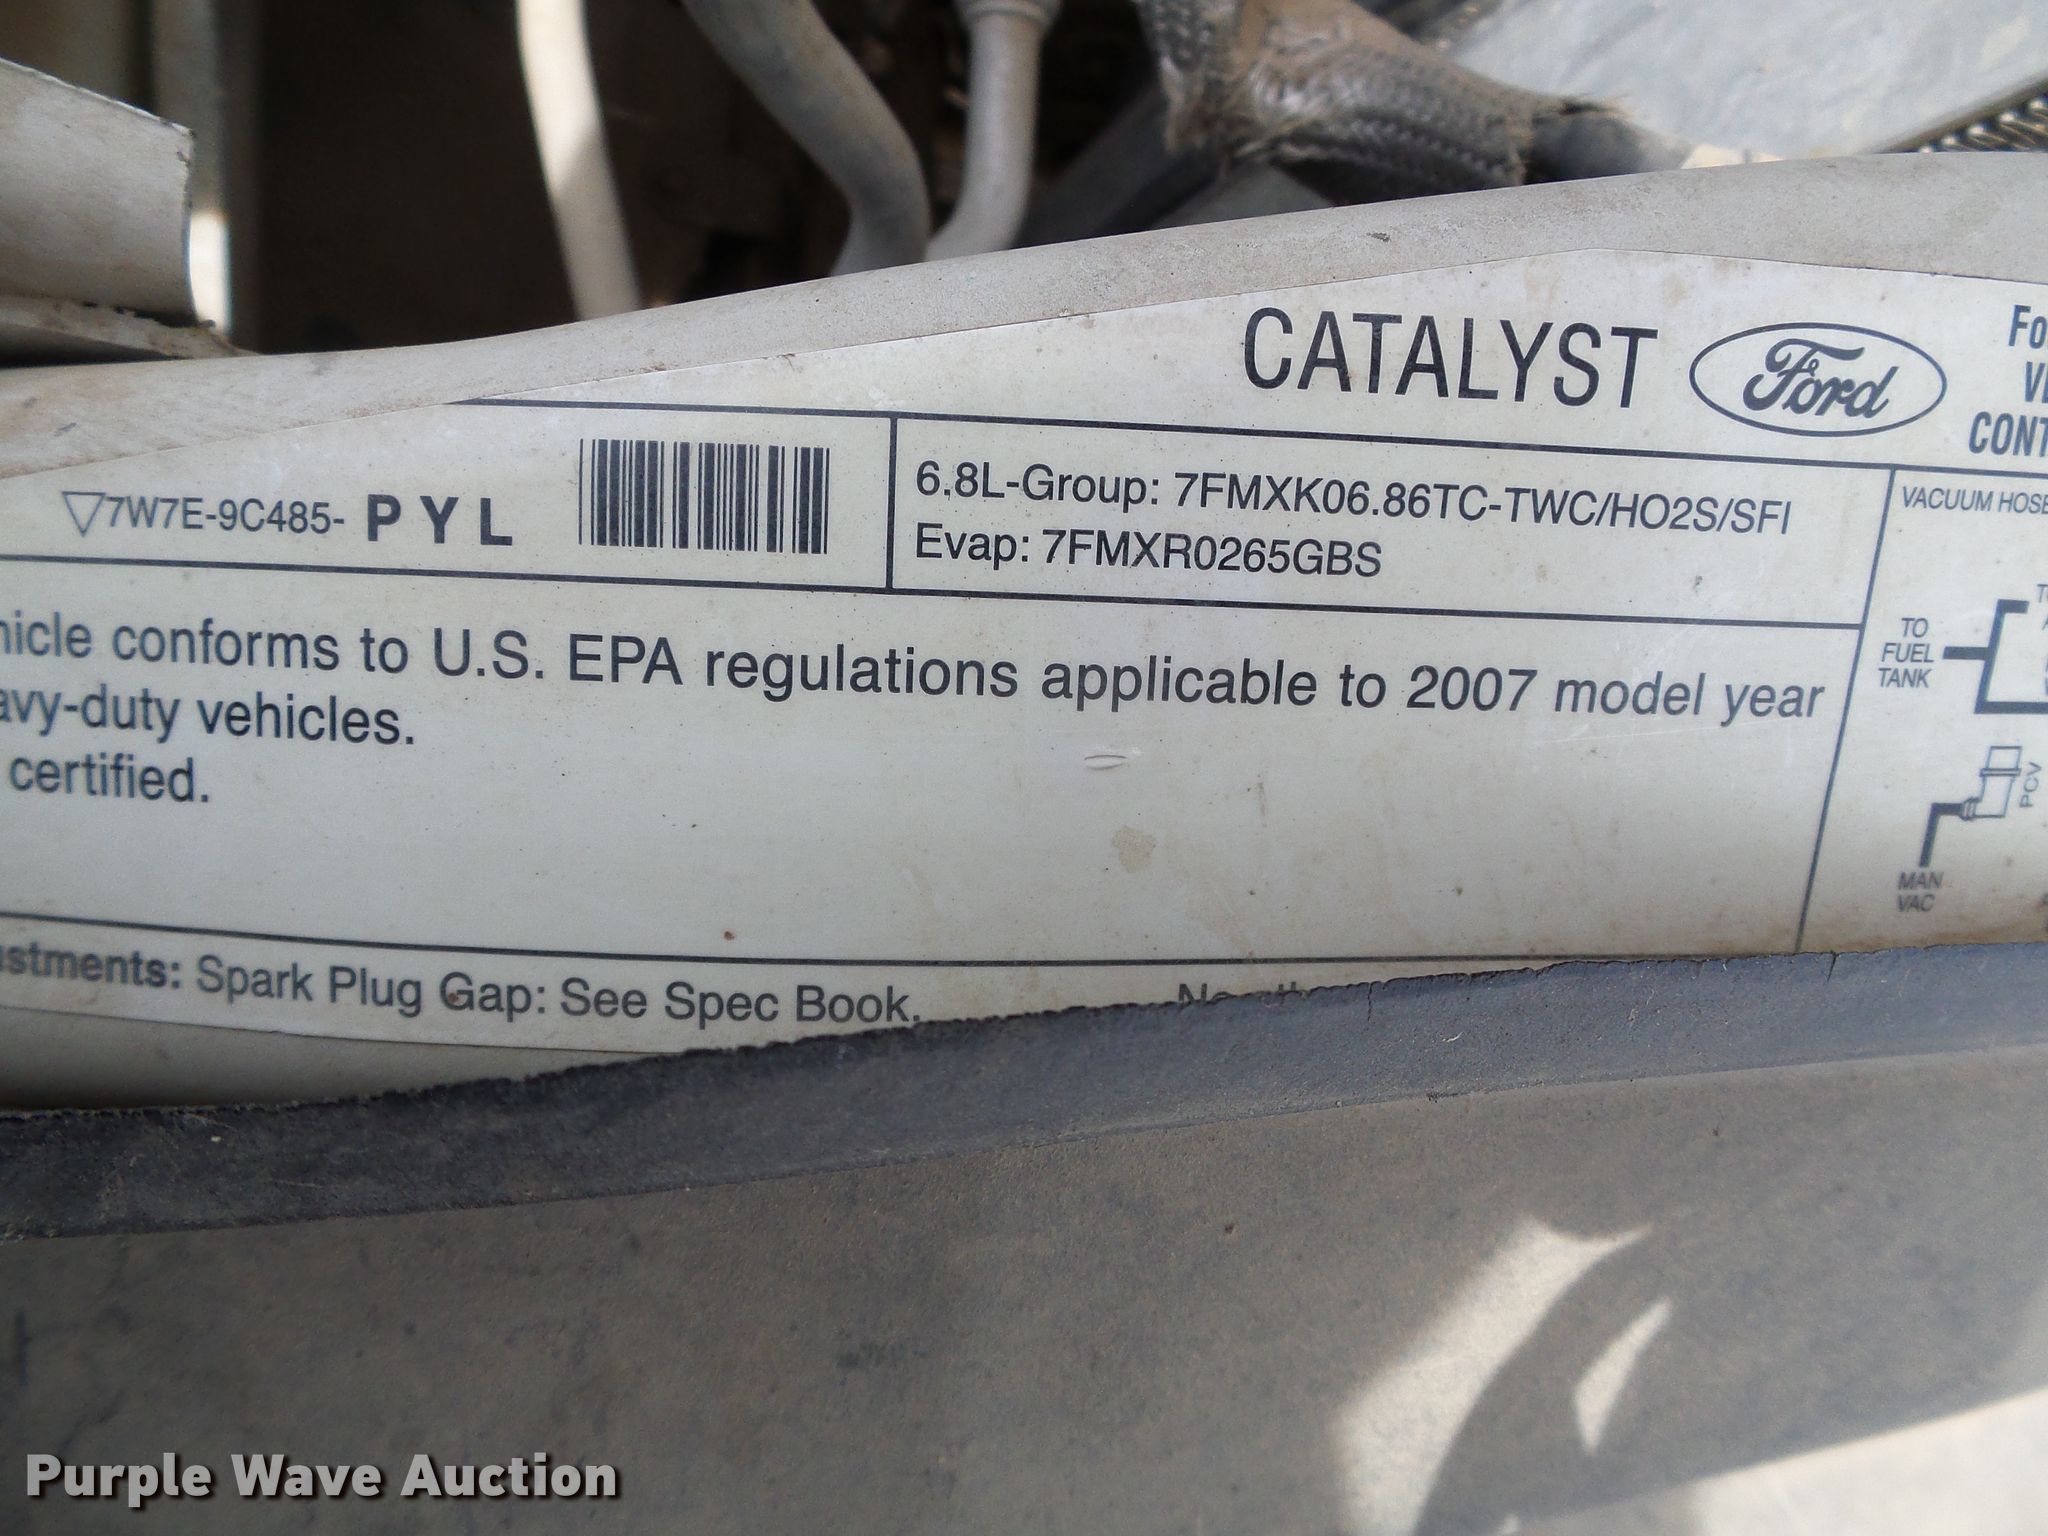 CATALYST Ford
CONT
7W7E-9C485- PYL
6.8L-Group: 7FMXK06.86TC-TWC/HO2S/SFI
Evap: 7FMXR0265GBS
VACUUM HOSE
hicle conforms to U.S. EPA regulations applicable to 2007 model year
avy-duty vehicles.
certified.
TO
FUEL
TANK
PCV
MAN
VAC
ustments: Spark Plug Gap: See Spec Book.
Purple Wave Auction